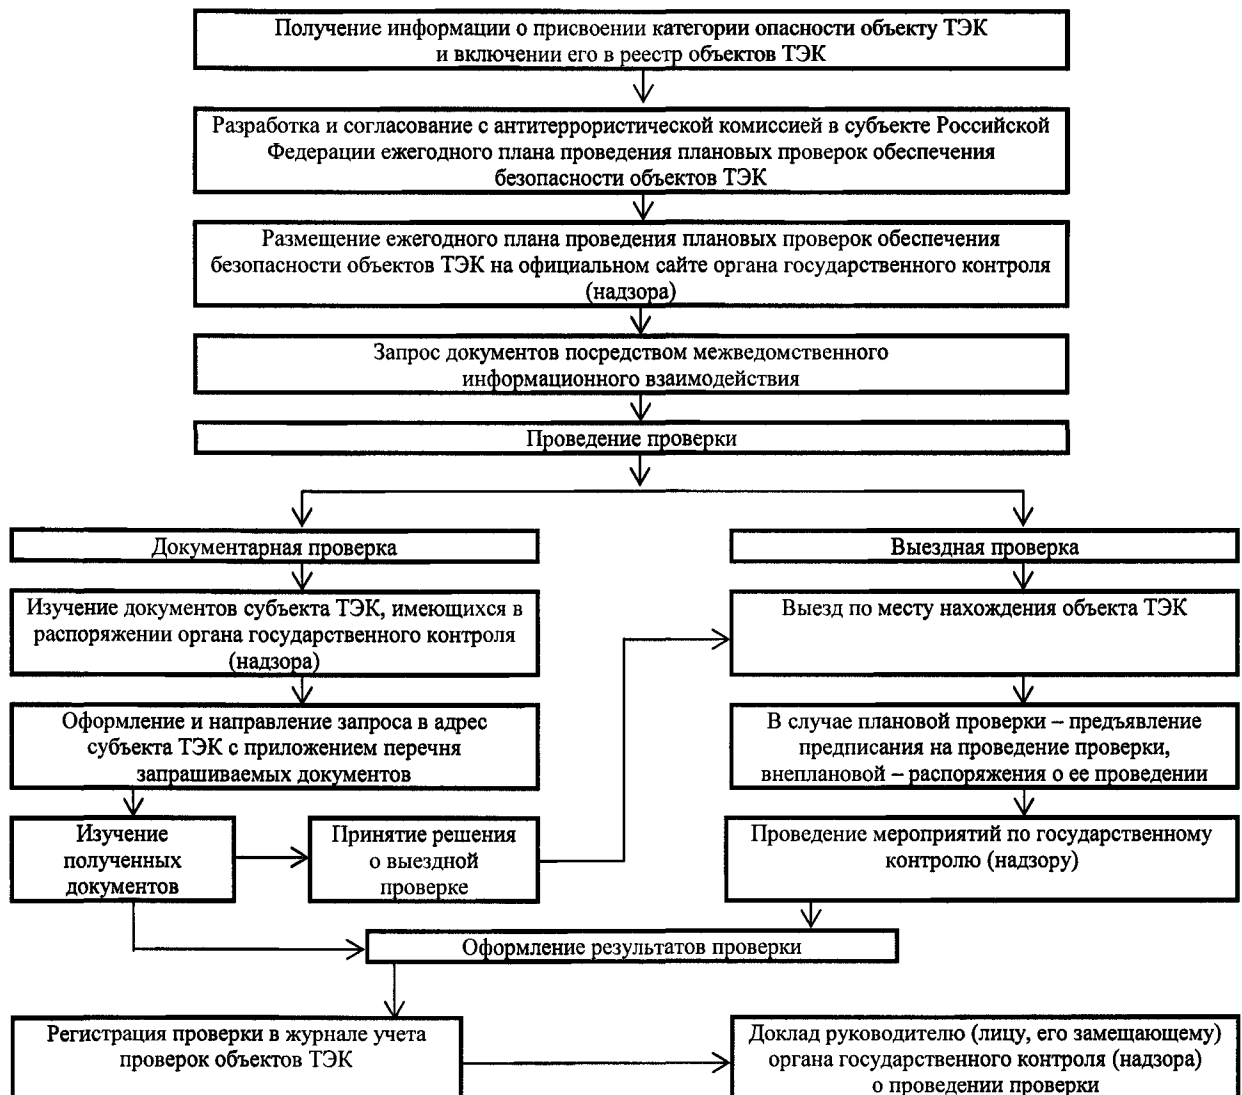 Получение информации о присвоении категории опасности объекту ТЭК
и включении его в реестр объектов ТЭК
Разработка и согласование с антитеррористической комиссией в субъекте Российской
Федерации ежегодного плана проведения плановых проверок обеспечения
безопасности объектов ТЭК
Размещение ежегодного плана проведения плановых проверок обеспечения
безопасности объектов ТЭК на официальном сайте органа государственного контроля
(надзора)
Запрос документов посредством межведомственного
информационного взаимодействия
Проведение проверки
Документарная проверка
Выездная проверка
Изучение документов субъекта ТЭК, имеющихся в
распоряжении органа государственного контроля
(надзора)
Выезд по месту нахождения объекта ТЭК
Оформление и направление запроса в адрес
субъекта ТЭК с приложением перечня
запрашиваемых документов
В случае плановой проверки – предъявление
предписания на проведение проверки,
внеплановой – распоряжения о ее проведении
Изучение
полученных
документов
Принятие решения
о выездной
проверке
Проведение мероприятий по государственному
контролю (надзору)
Оформление результатов проверки
Регистрация проверки в журнале учета
проверок объектов ТЭК
Доклад руководителю (лицу, его замещающему)
органа государственного контроля (надзора)
о проведении проверки